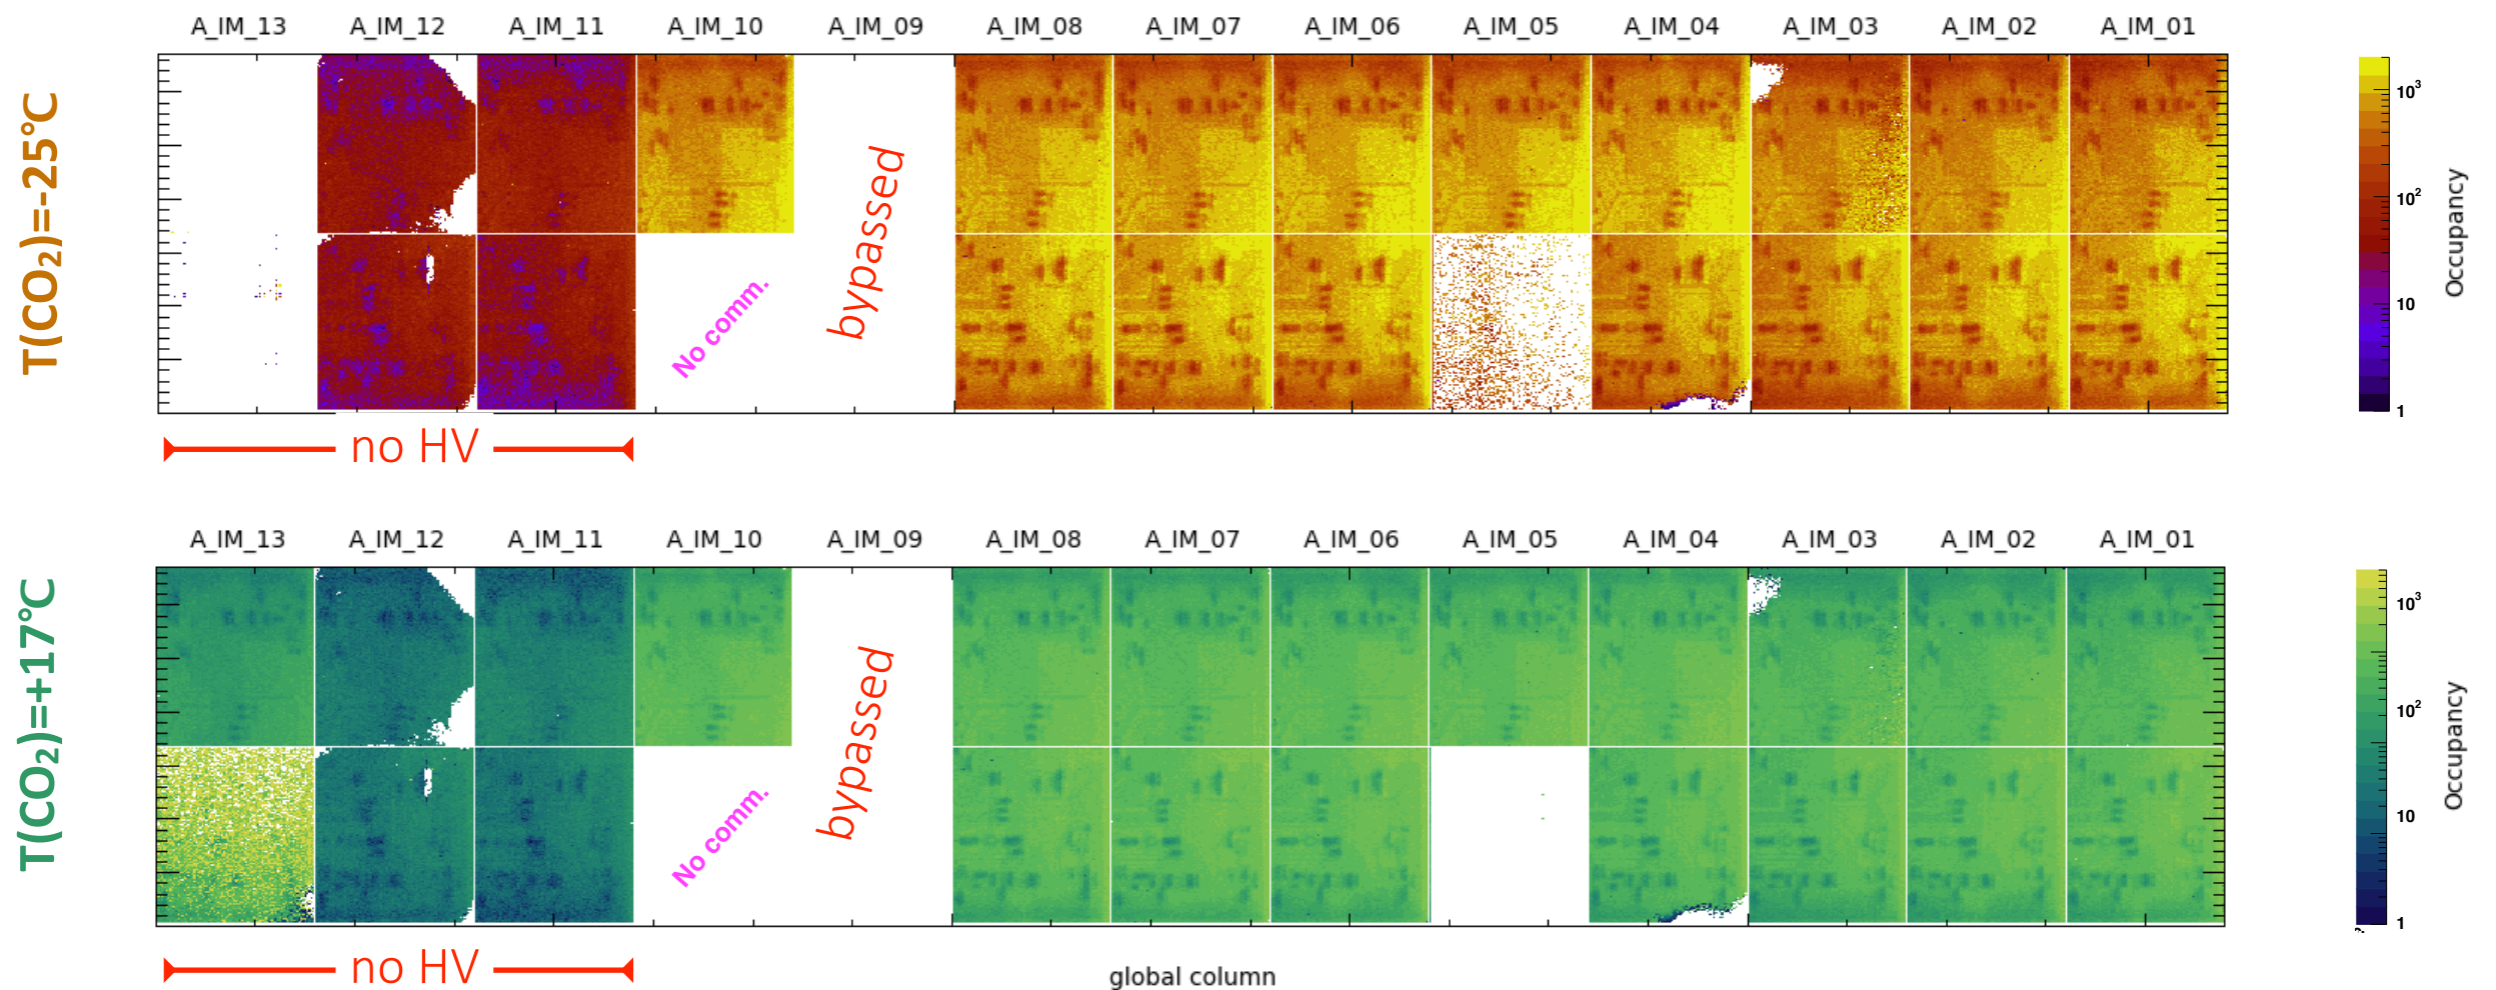 A_IM_13 A_IM_12 A_IM_11 A_IM_10 A_IM_09 A_IM_08 A_IM_07 A_IM_06 A_IM_05 A_IM_04 A_IM_03 A_IM_02 A_IM_01
T(CO₂)=-25°C
No comm.
bypassed
10³
10²
10
1
Occupancy
no HV
A_IM_13 A_IM_12 A_IM_11 A_IM_10 A_IM_09 A_IM_08 A_IM_07 A_IM_06 A_IM_05 A_IM_04 A_IM_03 A_IM_02 A_IM_01
T(CO₂)=+17°C
No comm.
bypassed
10³
10²
10
1
Occupancy
no HV
global column